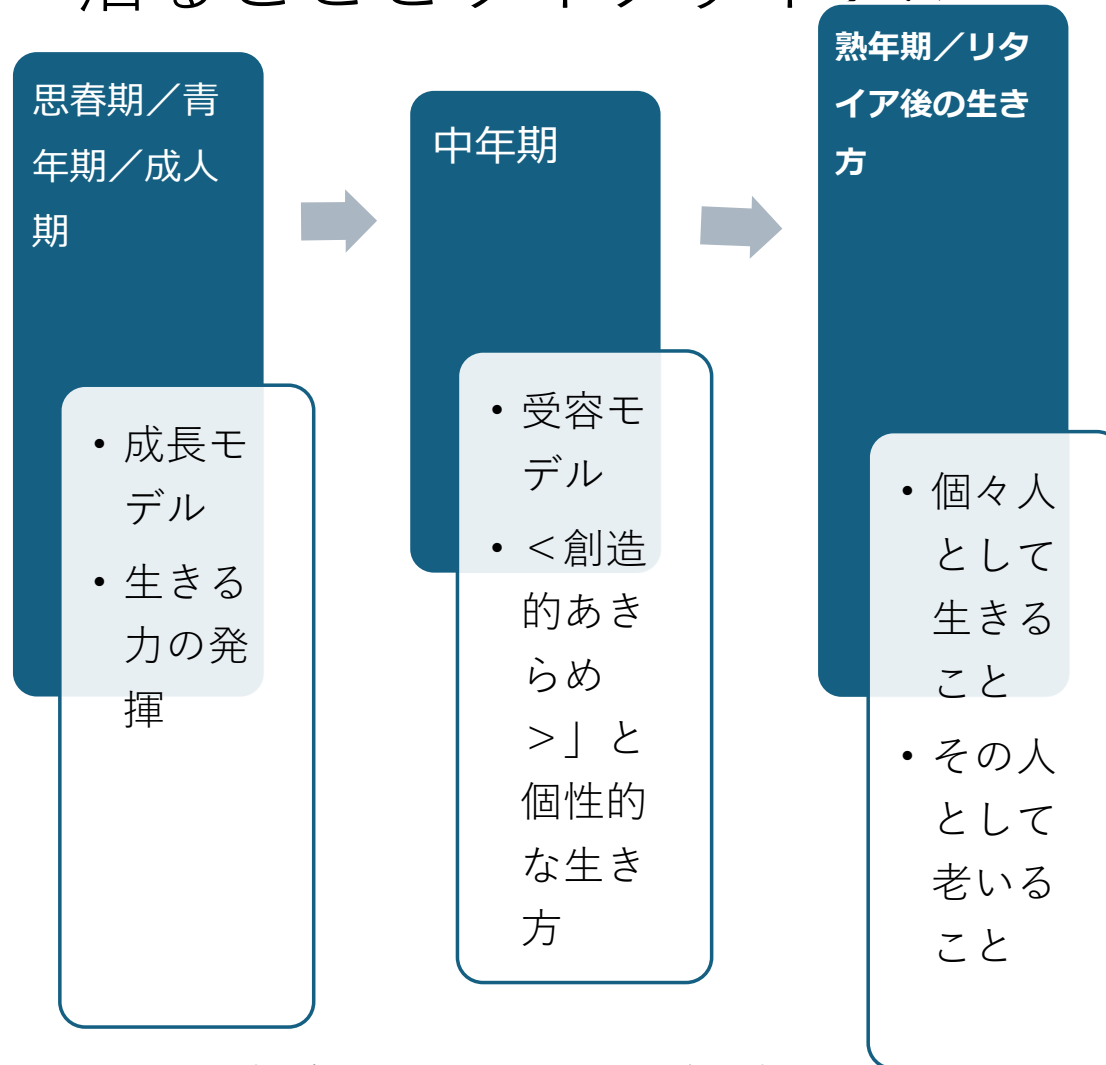 思春期／青
年期／成人
期
• 成長モ
デル
• 生きる
力の発
揮
中年期
• 受容モ
デル
• ＜創造
的あき
らめ
＞」と
個性的
な生き
方
熟年期／リタ
イア後の生き
方
• 個々人
として
生きる
こと
• その人
として
老いる
こと